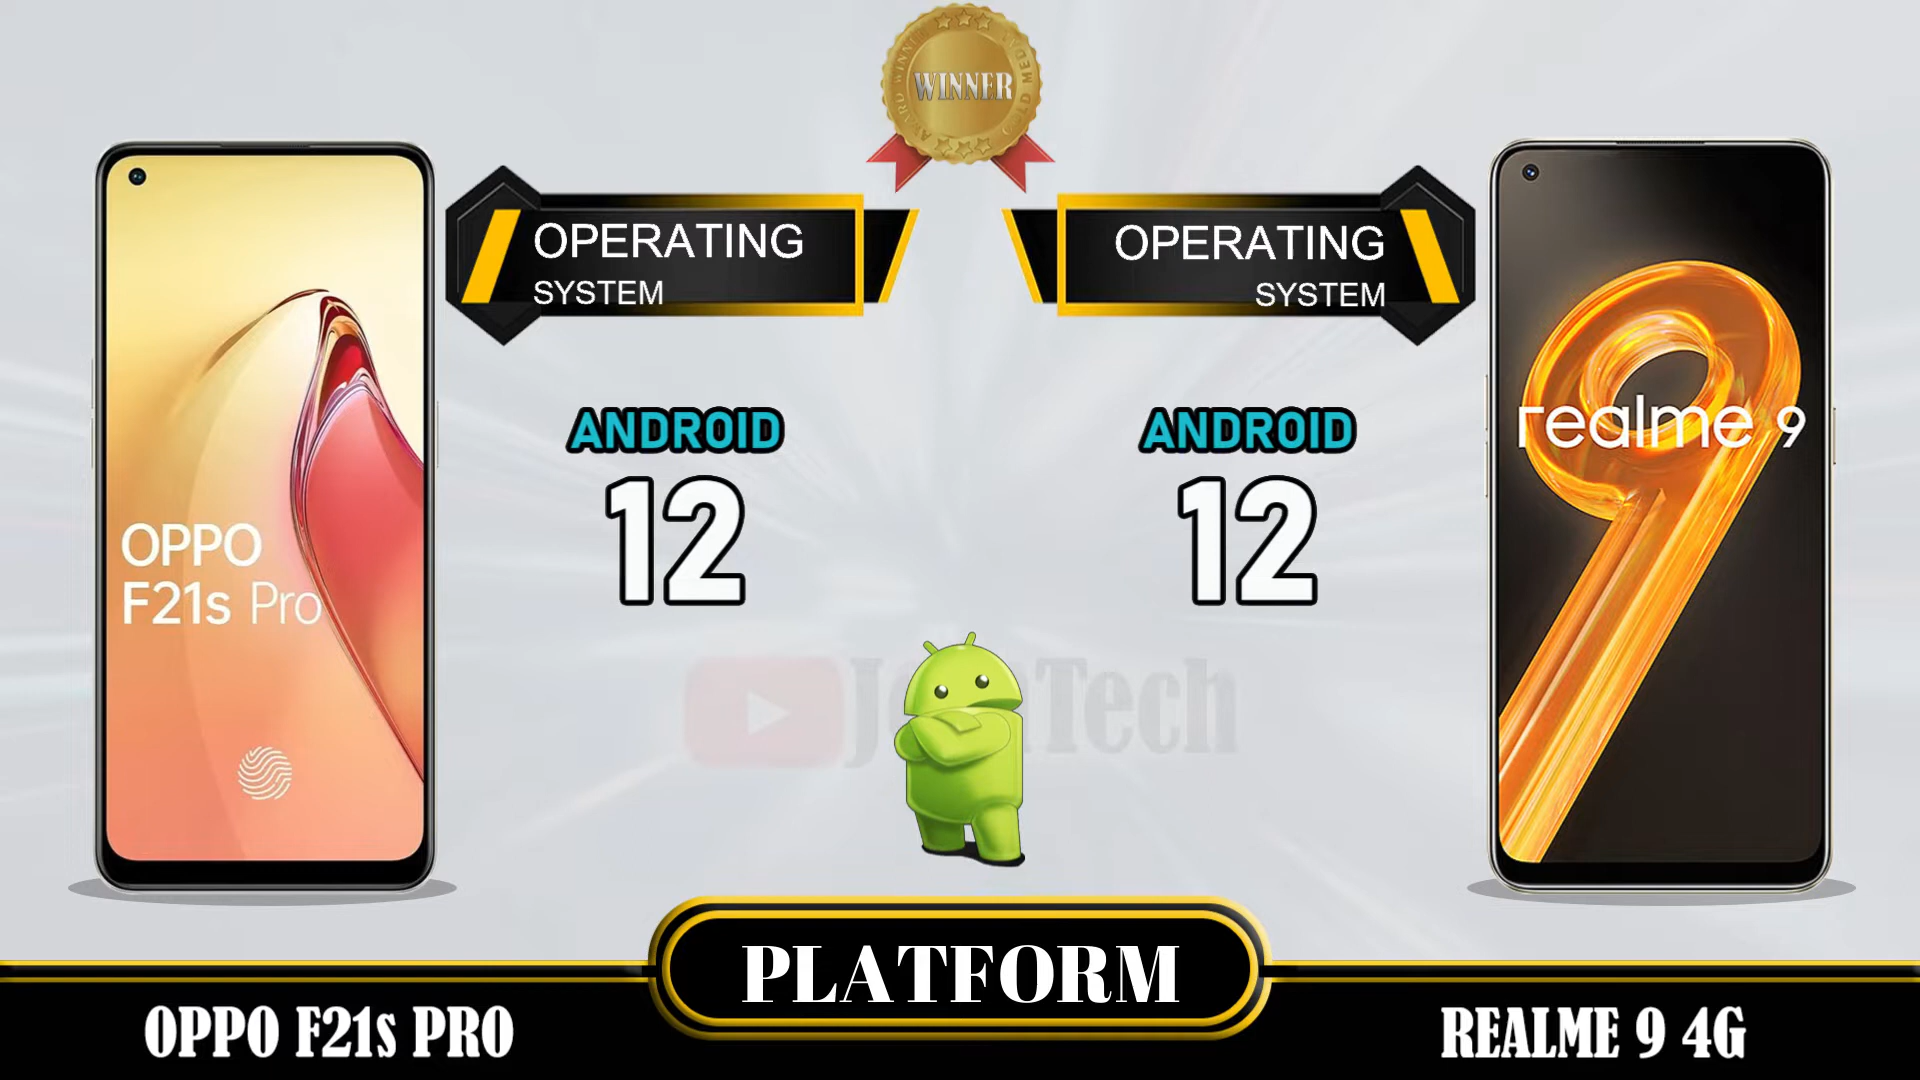 WINNER
OPERATING
SYSTEM
OPERATING
SYSTEM
ANDROID
12
ANDROID
12
realme 9
OPPO
F21s Pro
Tech
PLATFORM
OPPO F21s PRO
REALME 9 4G